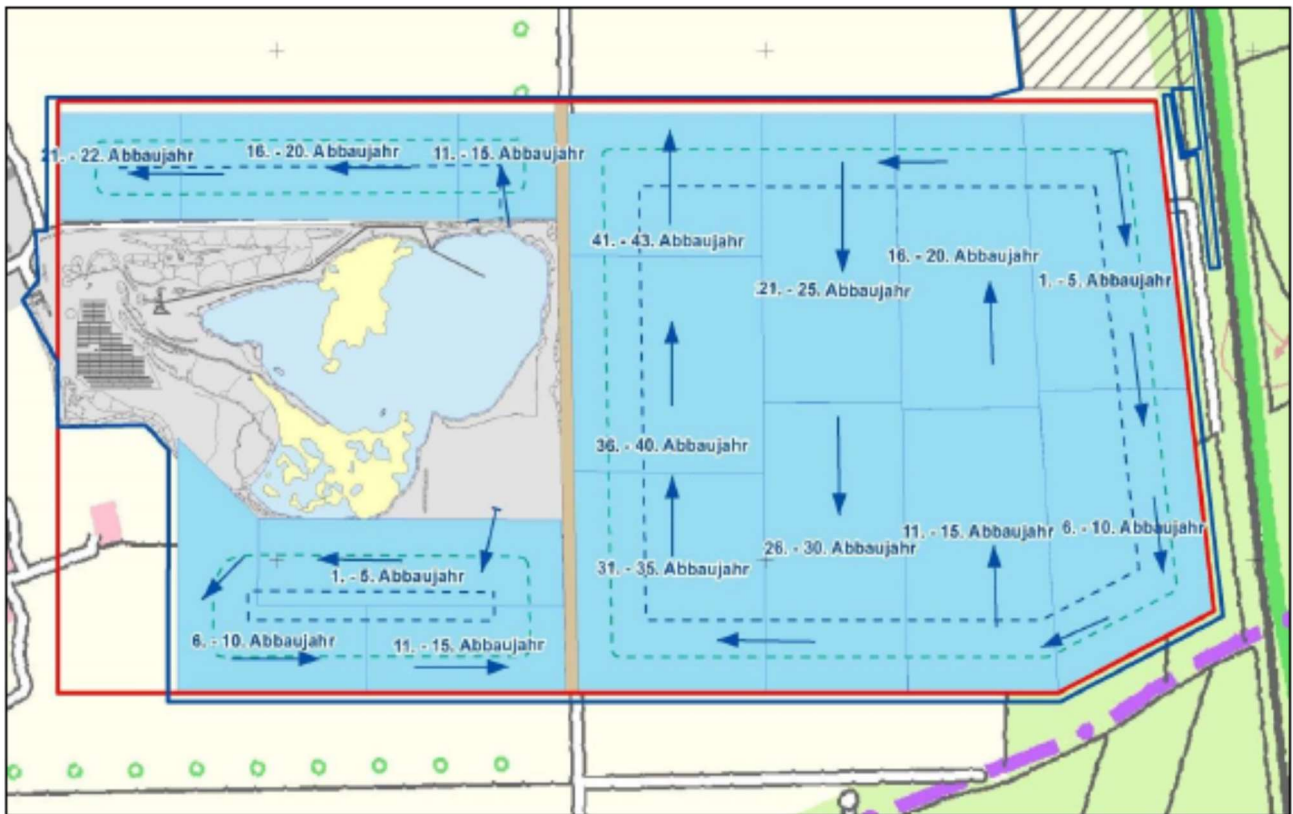 21. - 22. Abbaujahr
16. - 20. Abbaujahr
11. - 15. Abbaujahr
41. - 43. Abbaujahr
16. - 20. Abbaujahr
21. - 25. Abbaujahr
1. - 5. Abbaujahr
36. - 40. Abbaujahr
31. - 35. Abbaujahr
26. - 30. Abbaujahr
11. - 15. Abbaujahr
6. - 10. Abbaujahr
1. - 5. Abbaujahr
6. - 10. Abbaujahr
11. - 15. Abbaujahr